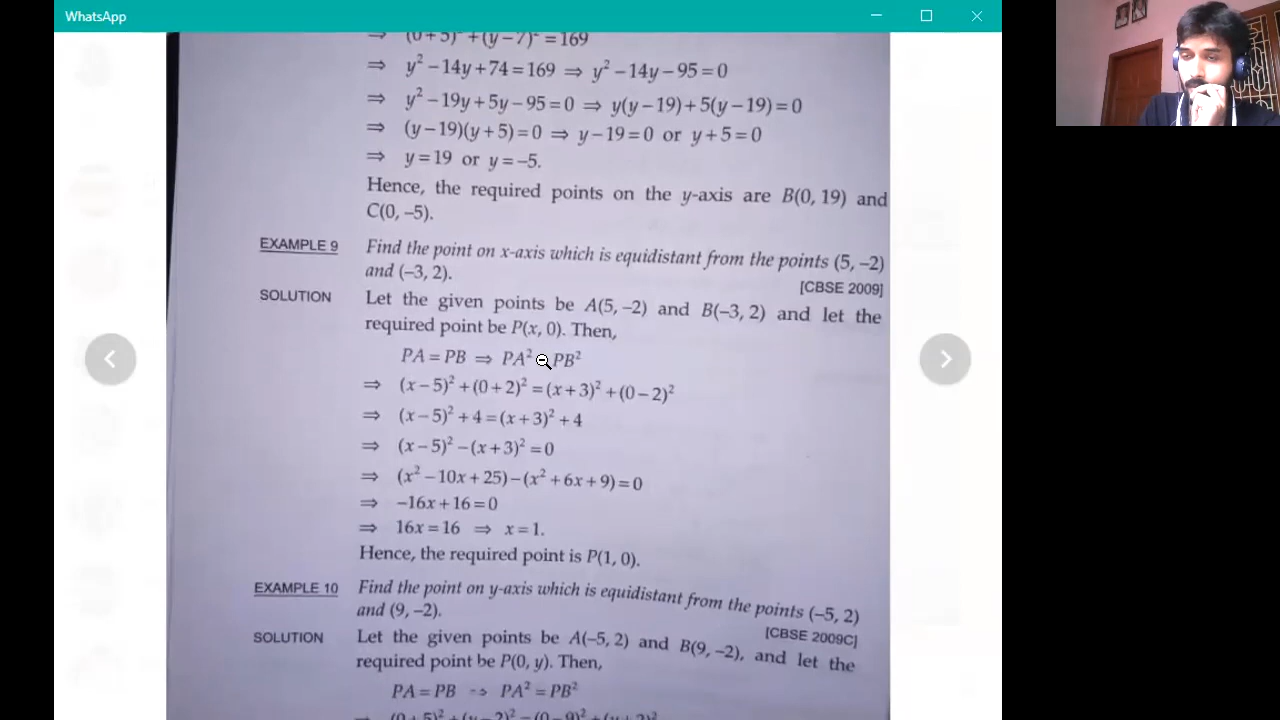 WhatsApp
⇒ (0+5)² +(y−7)² = 169
⇒ y² −14y+74 = 169 ⇒ y² −14y−95 = 0
⇒ y² −19y+5y−95 = 0 ⇒ y(y−19)+5(y−19) = 0
⇒ (y−19)(y+5) = 0 ⇒ y−19 = 0 or y+5 = 0
⇒ y = 19 or y = −5.
Hence, the required points on the y-axis are B(0, 19) and
C(0, −5).
EXAMPLE 9 Find the point on x-axis which is equidistant from the points (5, −2)
and (−3, 2).
[CBSE 2009]
SOLUTION Let the given points be A(5, −2) and B(−3, 2) and let the
required point be P(x, 0). Then,
PA = PB ⇒ PA² PB²
⇒ (x−5)² +(0+2)² = (x+3)² +(0−2)²
⇒ (x−5)² +4 = (x+3)² +4
⇒ (x−5)² −(x+3)² = 0
⇒ (x² −10x+25)−(x² +6x+9) = 0
⇒ −16x+16 = 0
⇒ 16x = 16 ⇒ x = 1.
Hence, the required point is P(1, 0).
EXAMPLE 10 Find the point on y-axis which is equidistant from the points (−5, 2)
and (9, −2).
[CBSE 2009C]
SOLUTION Let the given points be A(−5, 2) and B(9, −2), and let the
required point be P(0, y). Then,
PA = PB ⇒ PA² = PB²